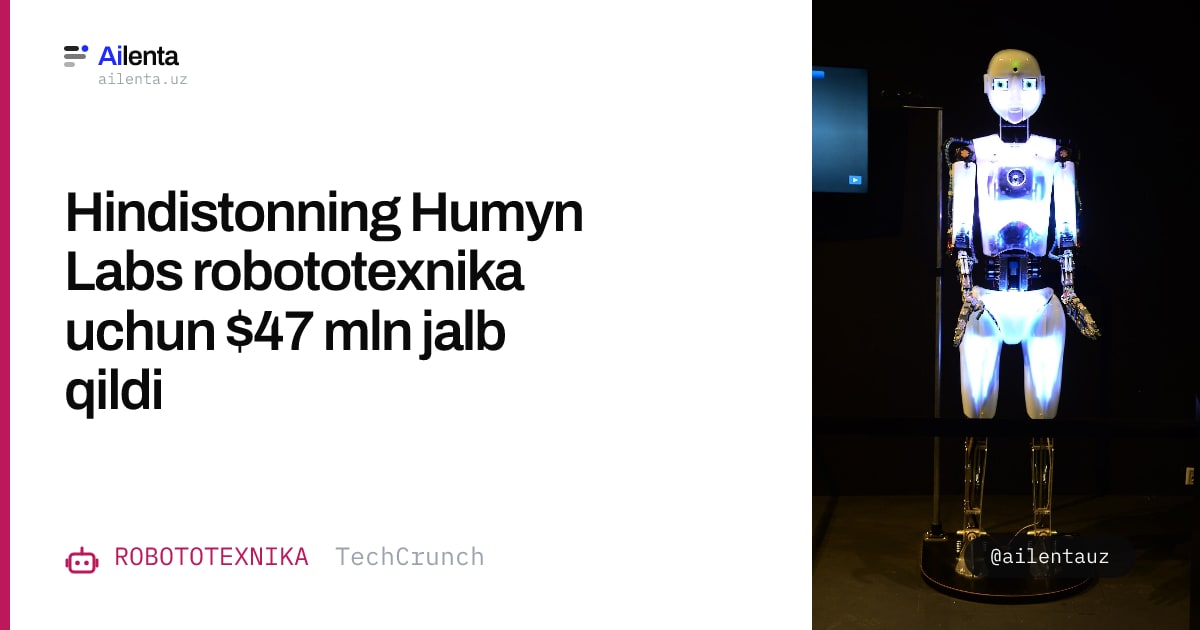 Ailenta
ailenta.uz
Hindistonning Humyn
Labs robototexnika
uchun $47 mln jalb
qildi
ROBOTOTEXNIKA TechCrunch
@ailentauz